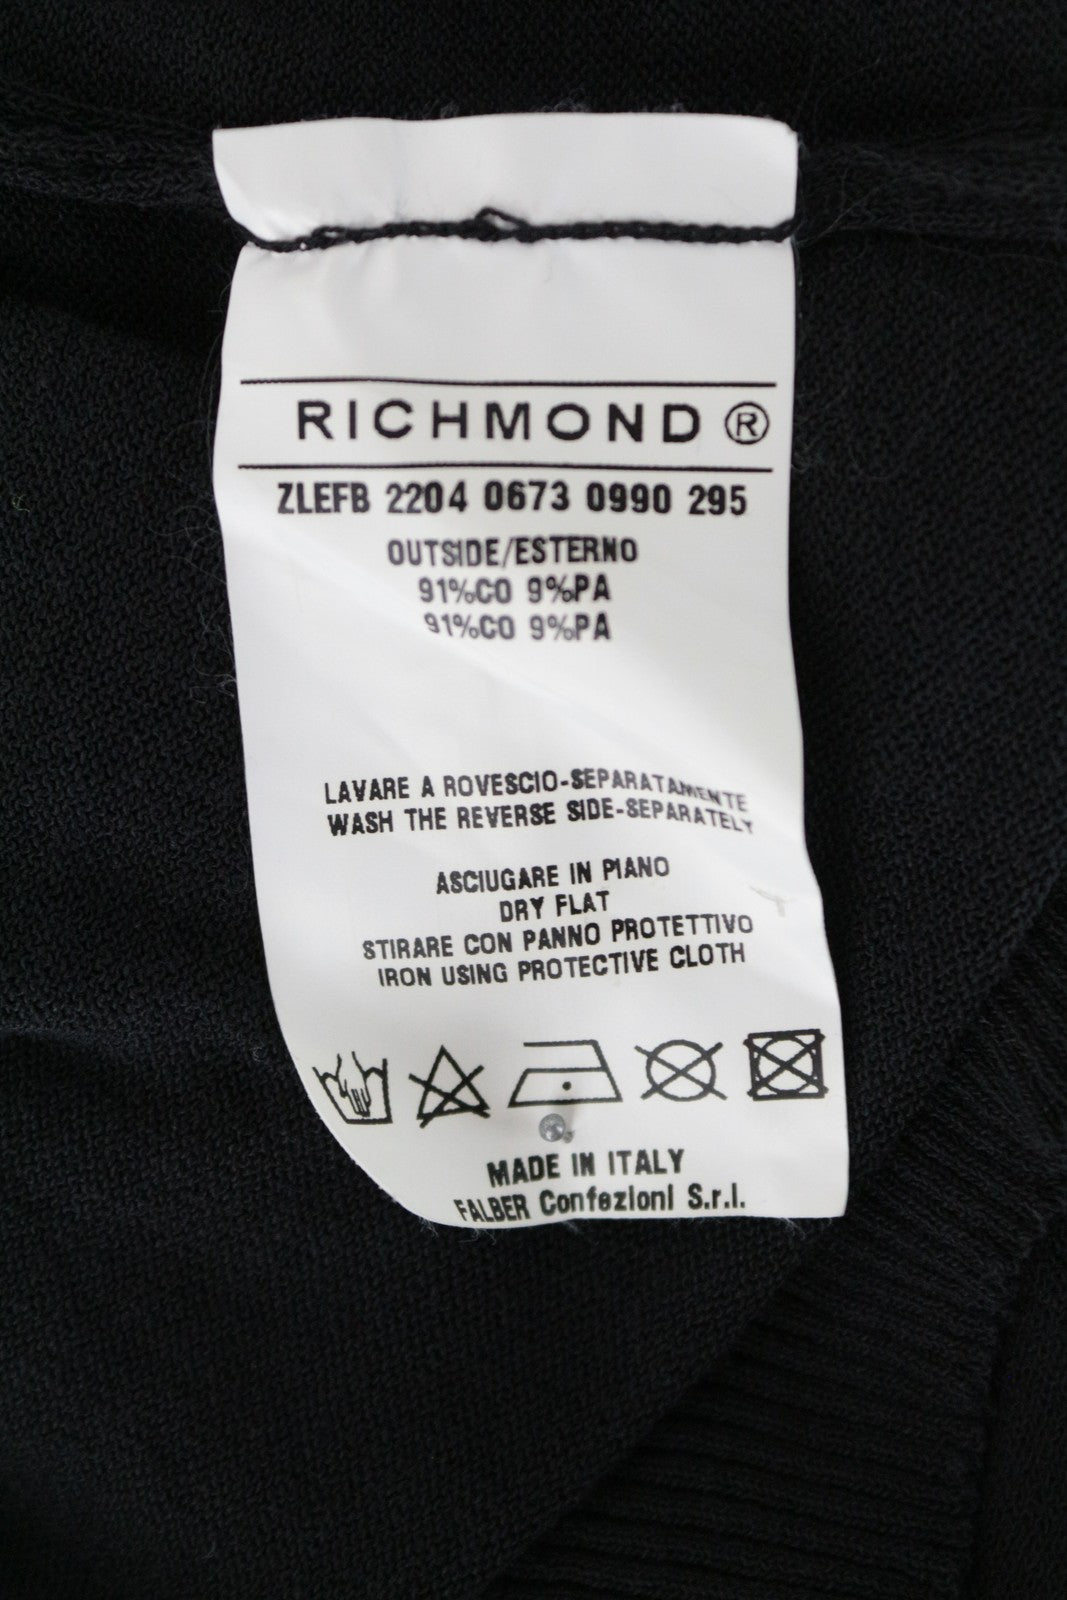 RICHMOND ®
ZLEFB 2204 0673 0990 295
OUTSIDE/ESTERNO
91%CO 9%PA
91%CO 9%PA
LAVARE A ROVESCIO-SEPARATAMENTE
WASH THE REVERSE SIDE-SEPARATELY
ASCIUGARE IN PIANO
DRY FLAT
STIRARE CON PANNO PROTETTIVO
IRON USING PROTECTIVE CLOTH
MADE IN ITALY
FALBER Confezioni S.r.l.